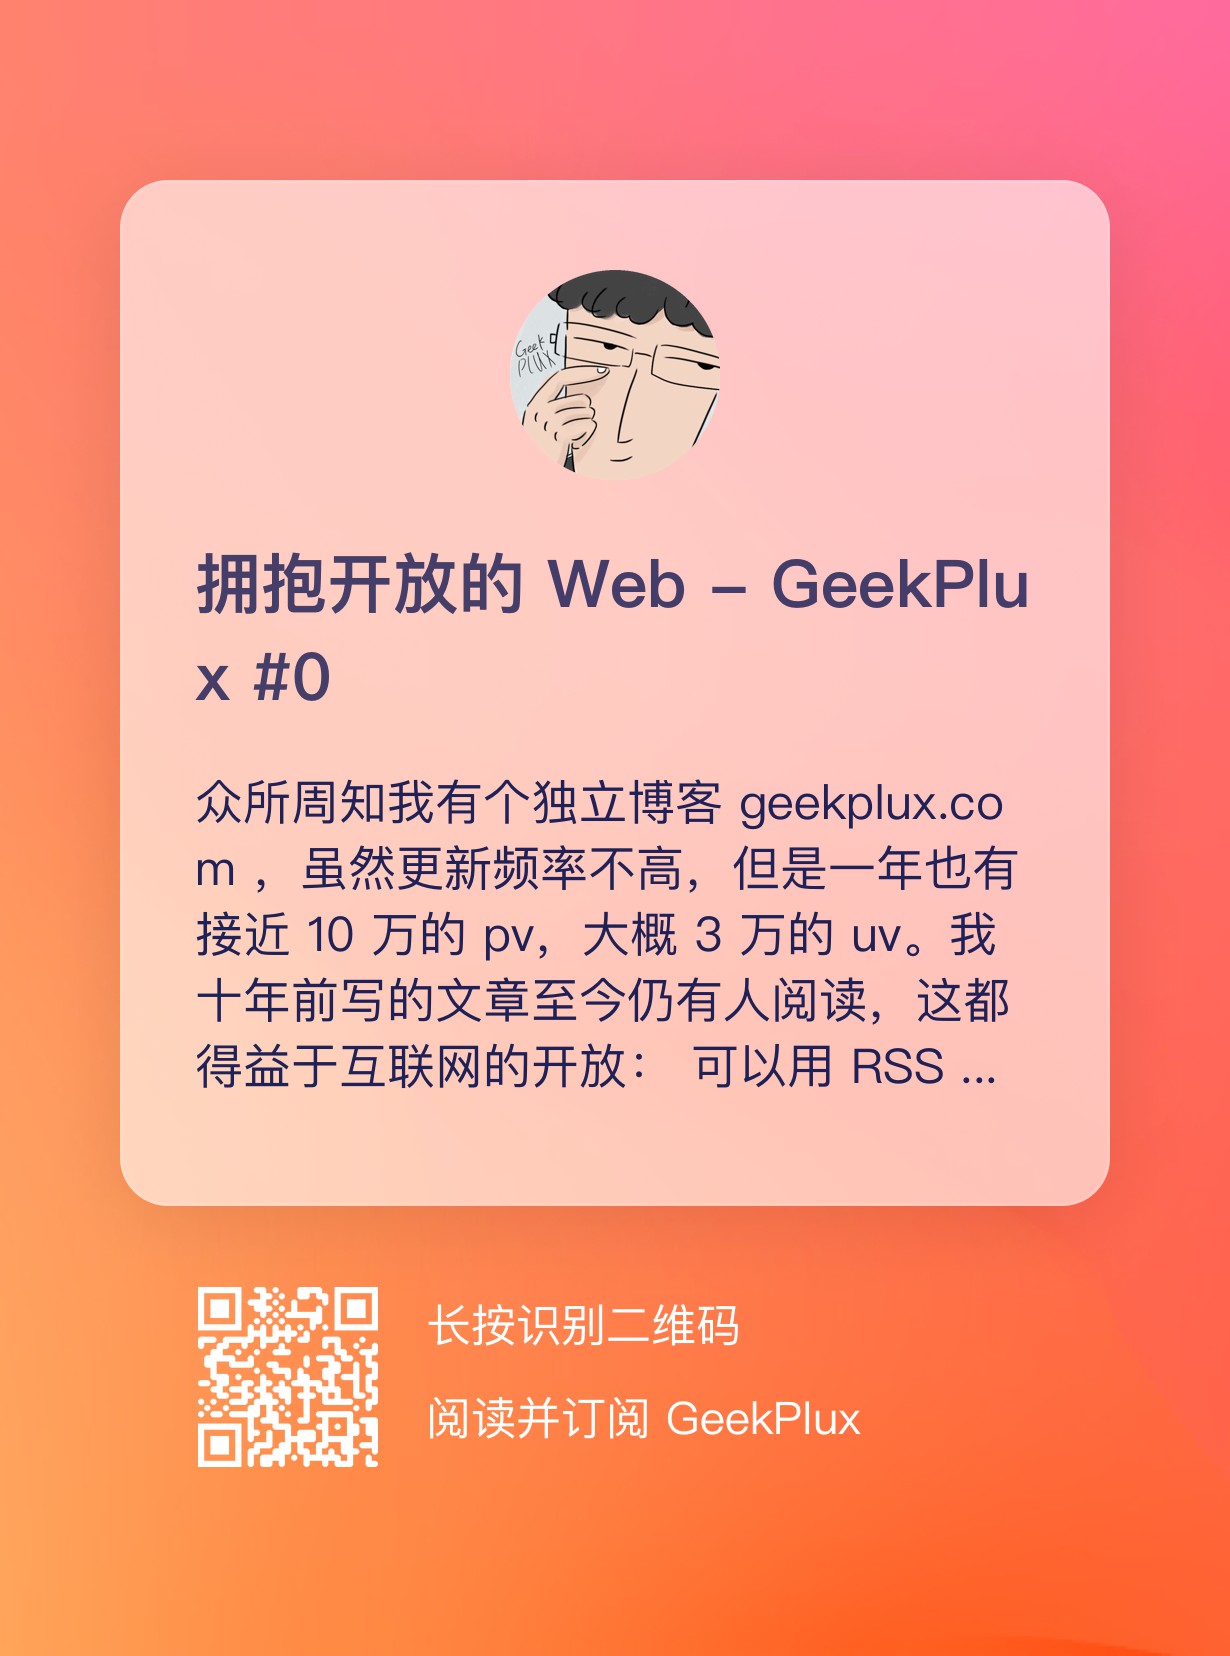 Geek
PLUX
拥抱开放的 Web – GeekPlu
x #0
众所周知我有个独立博客 geekplux.co
m ，虽然更新频率不高，但是一年也有
接近 10 万的 pv，大概 3 万的 uv。我
十年前写的文章至今仍有人阅读，这都
得益于互联网的开放： 可以用 RSS ...
长按识别二维码
阅读并订阅 GeekPlux